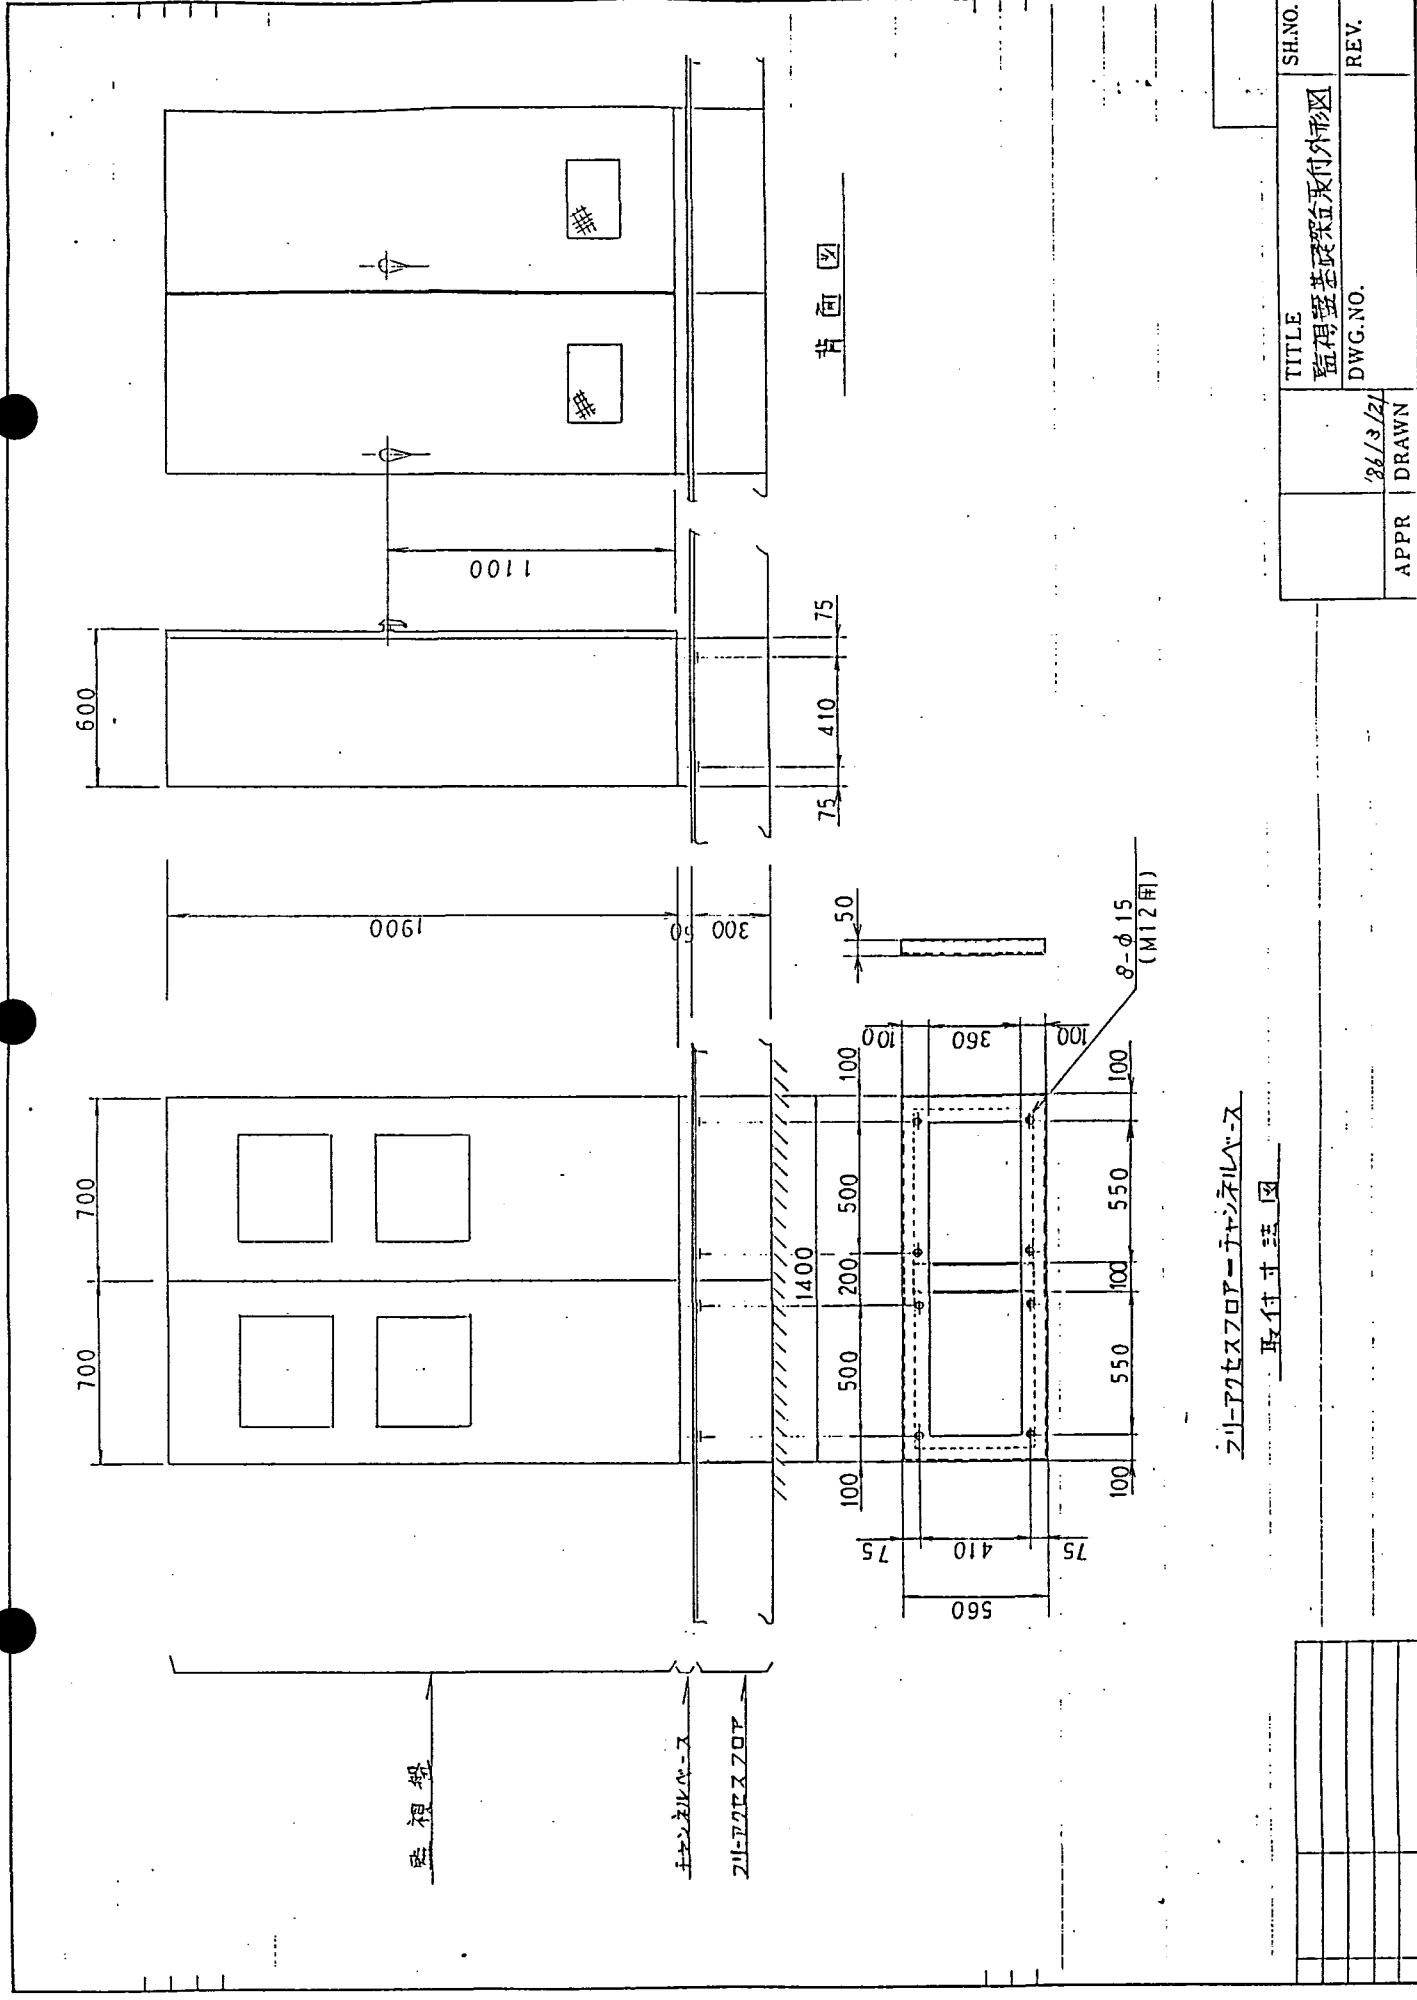 700
700
600
1900
50
300
1100
監視盤
チャンネルベース
フリーアクセスフロア
背面図
75
410
75
1400
100
500
200
500
100
50
75
410
75
560
100
360
100
100
550
100
550
100
8-φ15
(M12用)
フリーアクセスフロアーチャンネルベース
取付寸法図
APPR
DRAWN
'86/3/21
TITLE
監視盤基礎架台取付外形図
DWG.NO.
SH.NO.
REV.